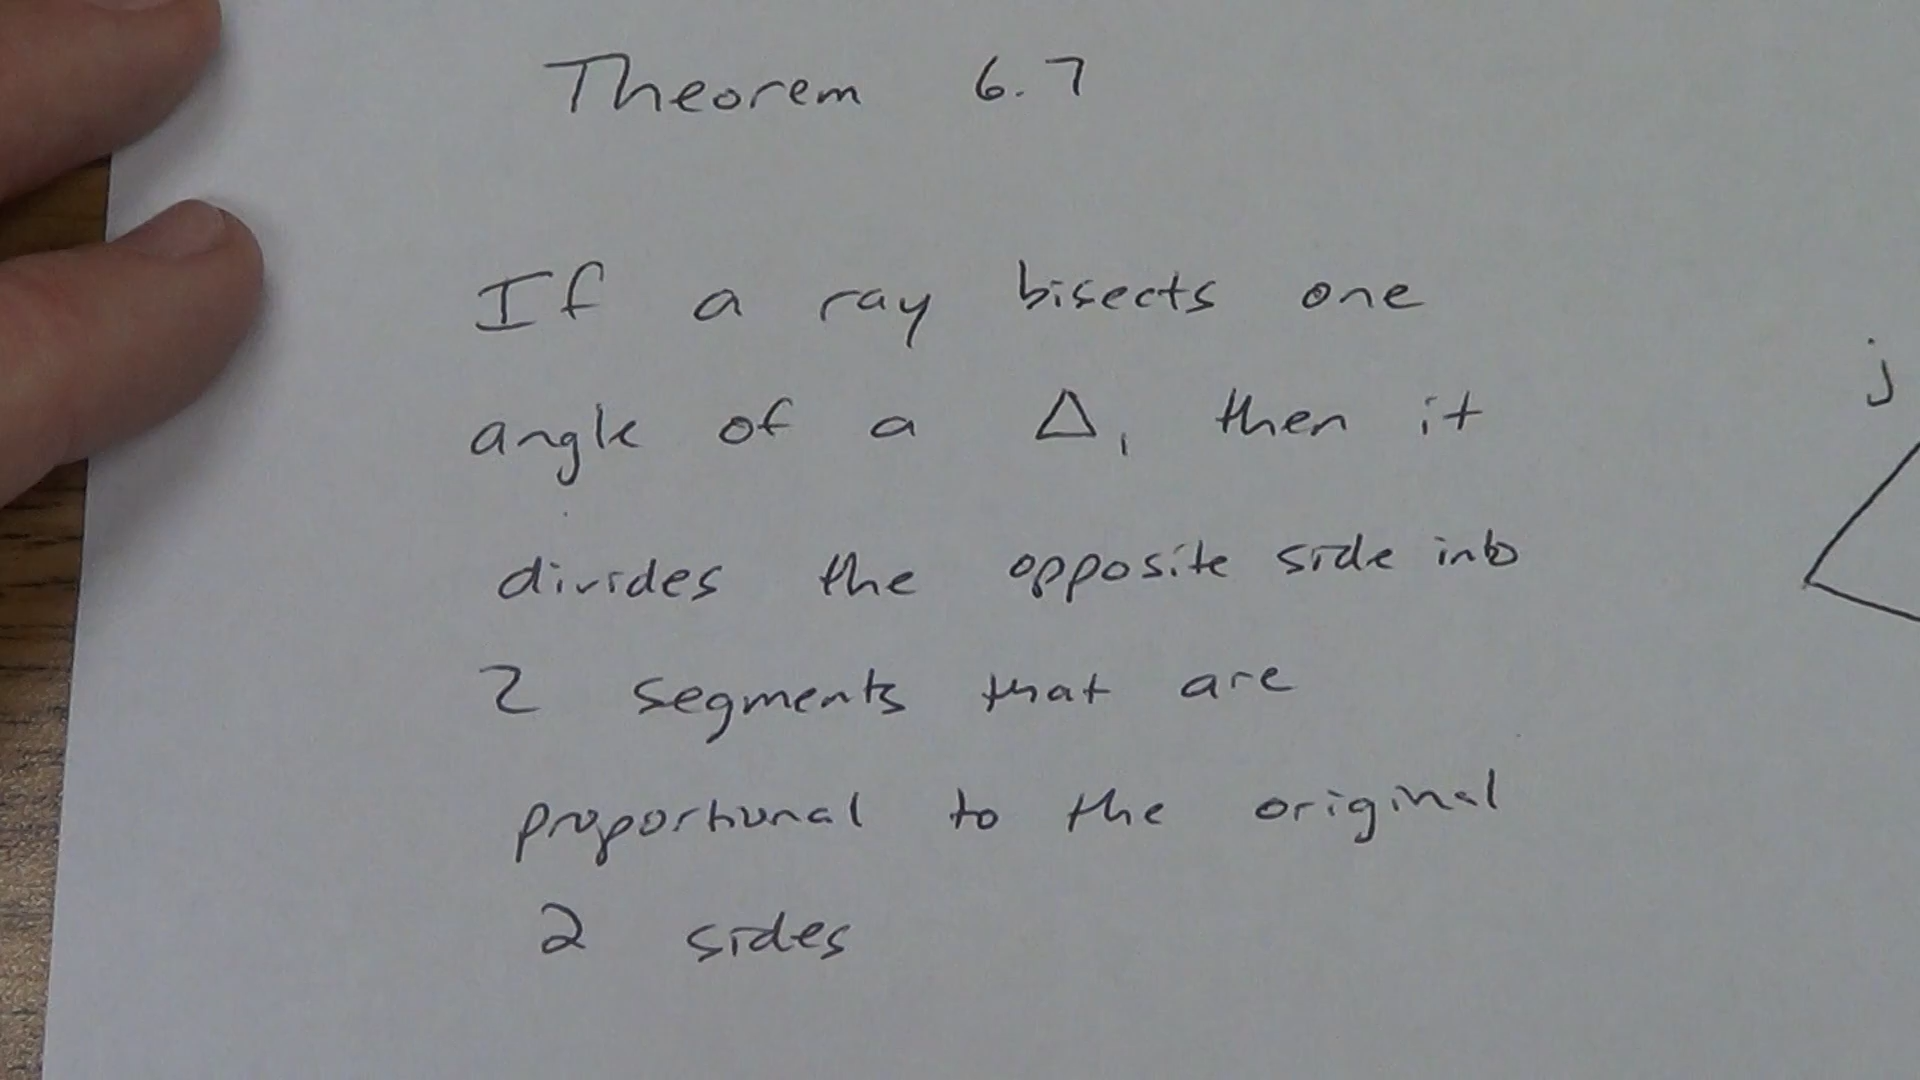 Theorem 6.7
If a ray bisects one
angle of a Δ, then it
divides the opposite side into
2 segments that are
proportional to the original
2 sides
j